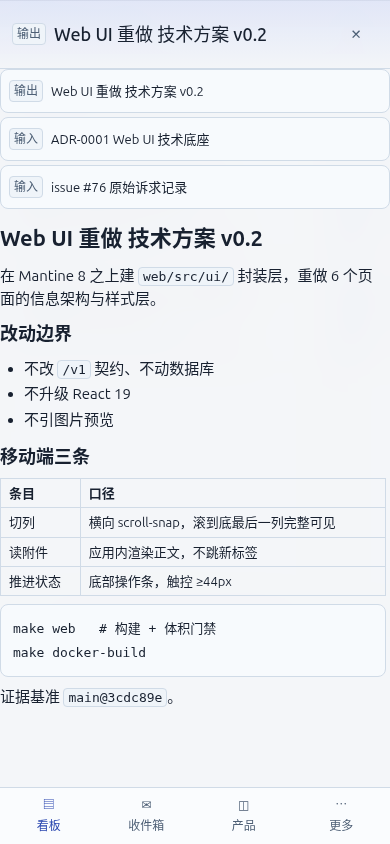 输出 Web UI 重做 技术方案 v0.2 ×
输出 Web UI 重做 技术方案 v0.2
输入 ADR-0001 Web UI 技术底座
输入 issue #76 原始诉求记录
Web UI 重做 技术方案 v0.2
在 Mantine 8 之上建 web/src/ui/ 封装层，重做 6 个页
面的信息架构与样式层。
改动边界
• 不改 /v1 契约、不动数据库
• 不升级 React 19
• 不引图片预览
移动端三条
条目 口径
切列 横向 scroll-snap，滚到底最后一列完整可见
读附件 应用内渲染正文，不跳新标签
推进状态 底部操作条，触控 ≥44px
make web   # 构建 + 体积门禁
make docker-build
证据基准 main@3cdc89e。
看板 收件箱 产品 更多